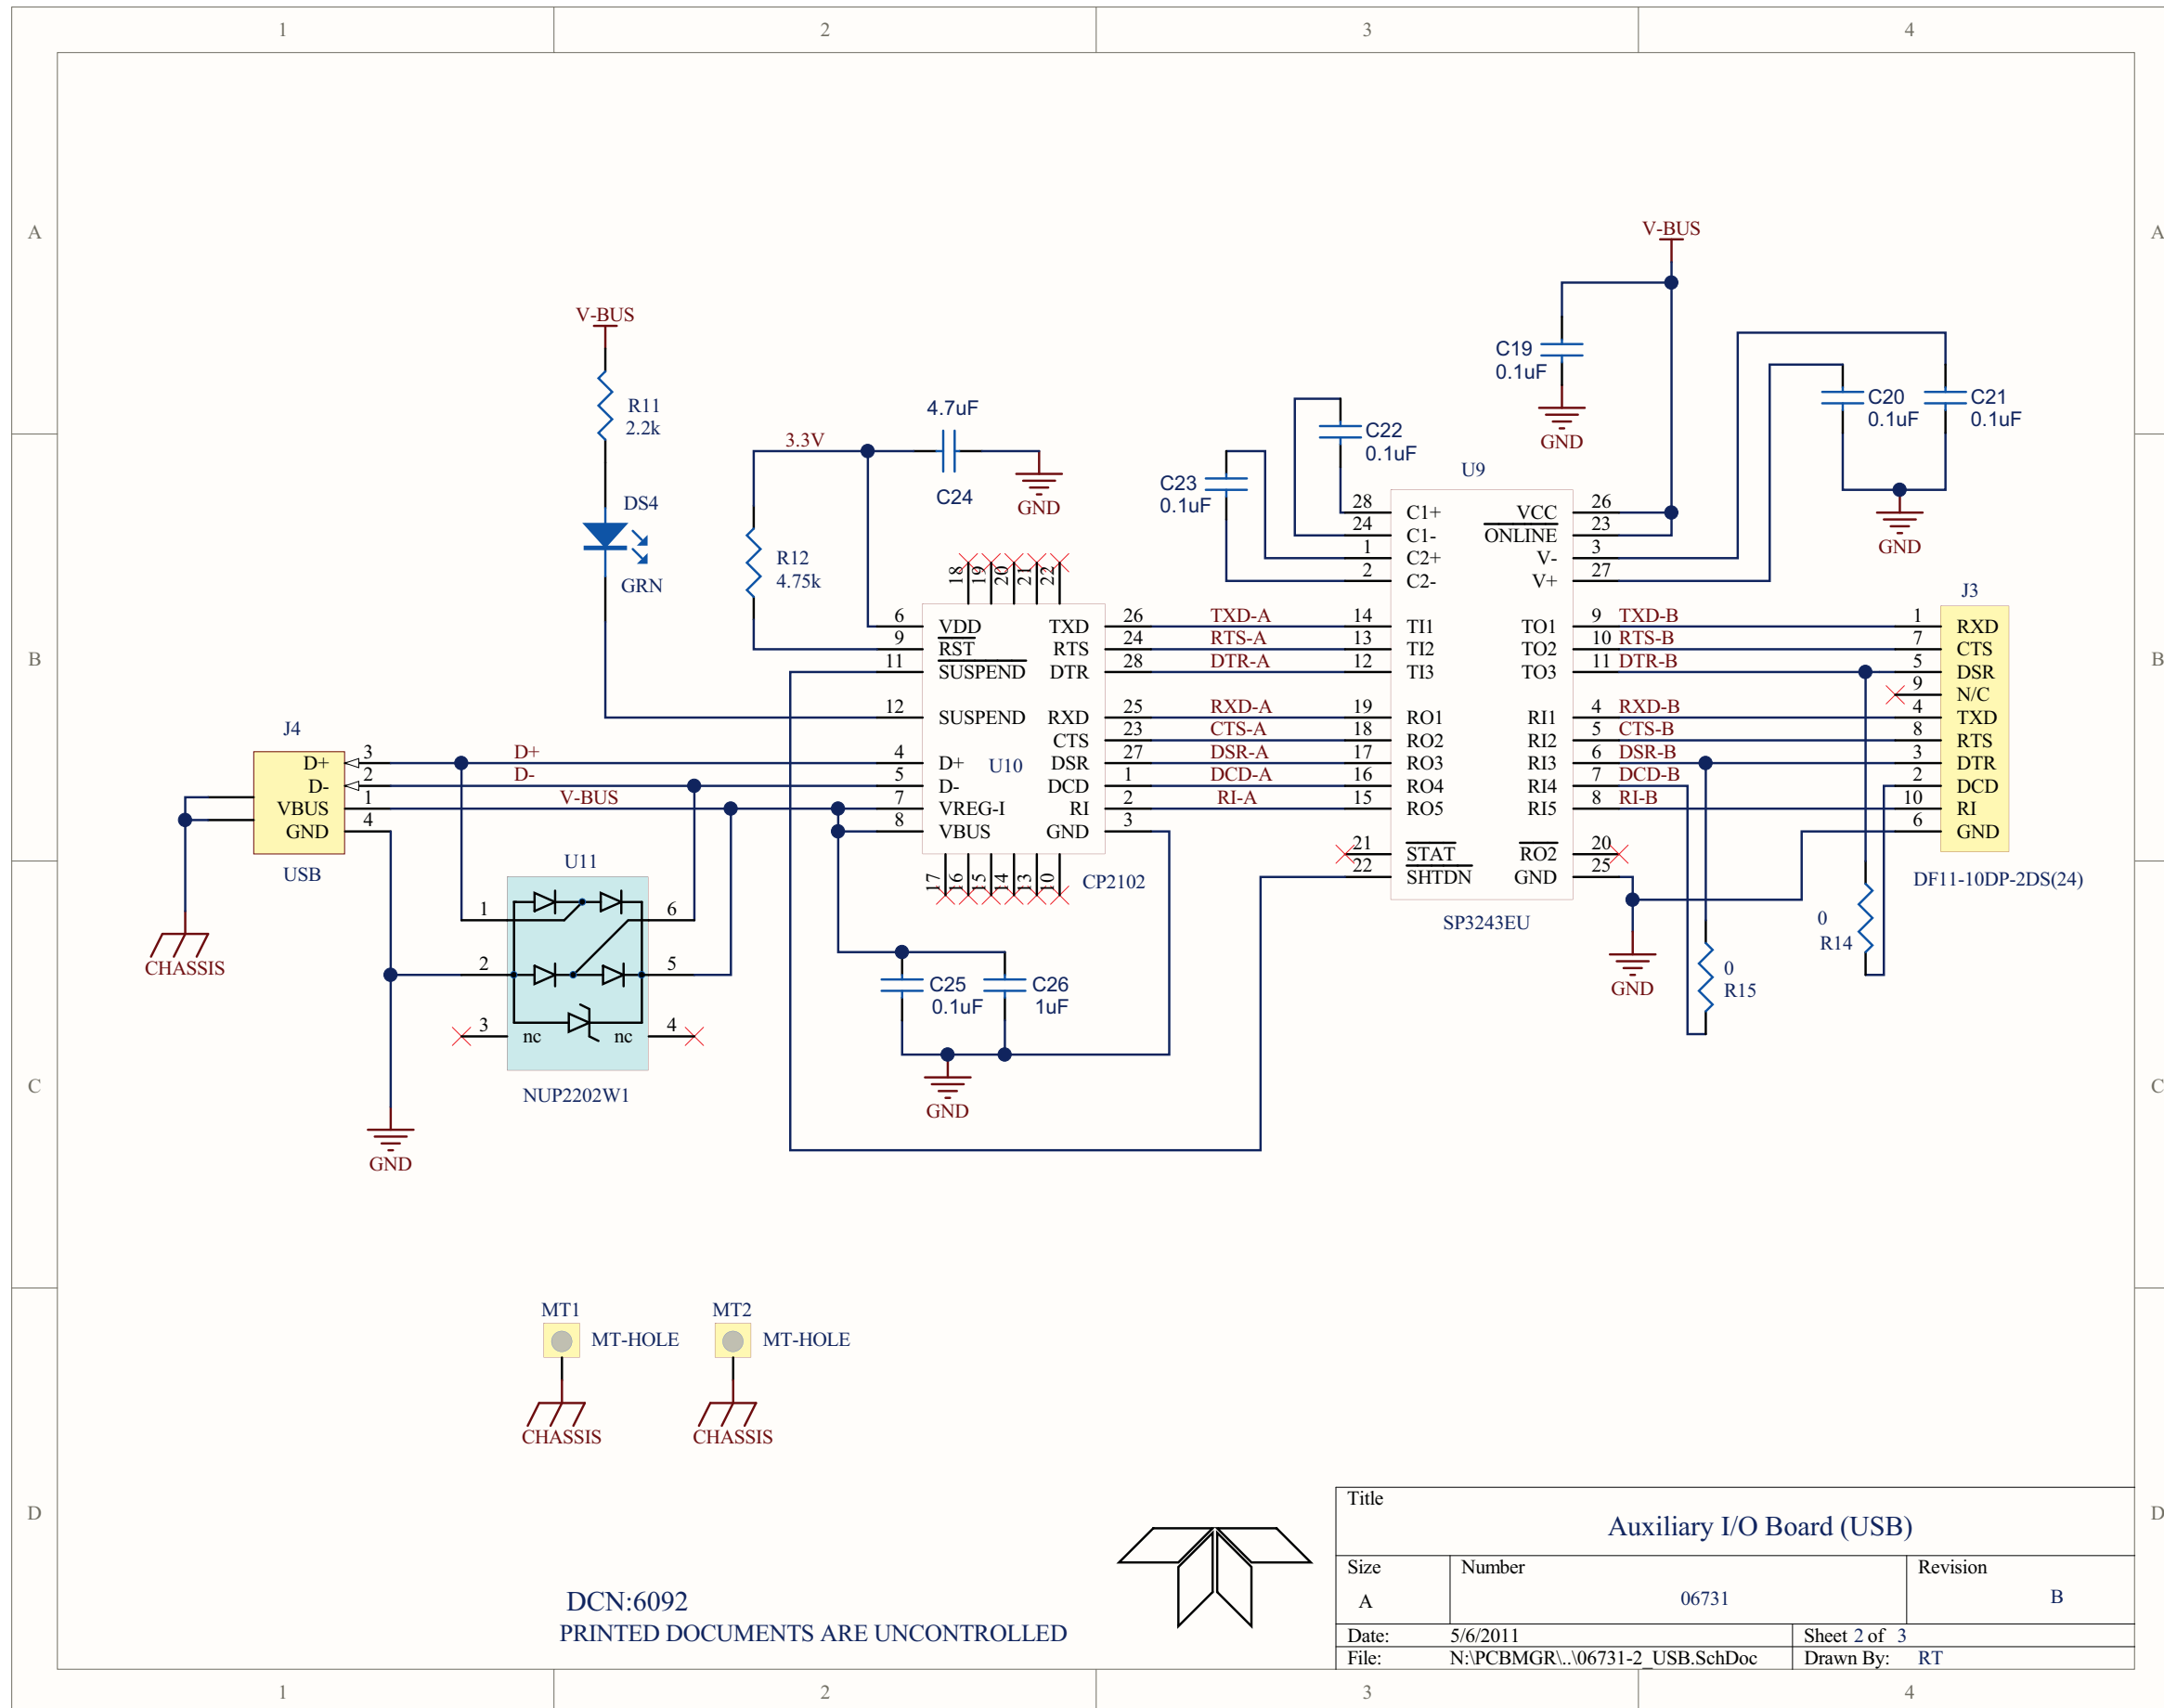 1 2 3 4
A A
V-BUS
V-BUS
C19
0.1uF
GND
R11
2.2k
4.7uF
C24
GND
3.3V
C22
0.1uF
C23
0.1uF
C20
0.1uF
C21
0.1uF
GND
DS4
GRN
R12
4.75k
U9
28 C1+ VCC 26
24 C1- ONLINE 23
1 C2+ V- 3
2 C2- V+ 27
14 TI1 TO1 9 TXD-B
13 TI2 TO2 10 RTS-B
12 TI3 TO3 11 DTR-B
19 RO1 RI1 4 RXD-B
18 RO2 RI2 5 CTS-B
17 RO3 RI3 6 DSR-B
16 RO4 RI4 7 DCD-B
15 RO5 RI5 8 RI-B
21 STAT RO2 20
22 SHTDN GND 25
SP3243EU
GND
J3
1 RXD
7 CTS
5 DSR
9 N/C
4 TXD
8 RTS
3 DTR
2 DCD
10 RI
6 GND
DF11-10DP-2DS(24)
0
R14
0
R15
B B
18 19 20 21 22
6 VDD TXD 26 TXD-A
9 RST RTS 24 RTS-A
11 SUSPEND DTR 28 DTR-A
12 SUSPEND RXD 25 RXD-A
CTS 23 CTS-A
4 D+ U10 DSR 27 DSR-A
5 D- DCD 1 DCD-A
7 VREG-I RI 2 RI-A
8 VBUS GND 3
17 16 15 14 13 10
CP2102
J4
D+ 3 D+
D- 2 D-
VBUS 1 V-BUS
GND 4
USB
CHASSIS
U11
1 6
2 5
3 nc nc 4
NUP2202W1
GND
C25
0.1uF
C26
1uF
GND
C C
MT1
MT-HOLE
CHASSIS
MT2
MT-HOLE
CHASSIS
D D
DCN:6092
PRINTED DOCUMENTS ARE UNCONTROLLED
Title
Auxiliary I/O Board (USB)
Size Number Revision
A 06731 B
Date: 5/6/2011 Sheet 2 of 3
File: N:\PCBMGR\..\06731-2_USB.SchDoc Drawn By: RT
1 2 3 4